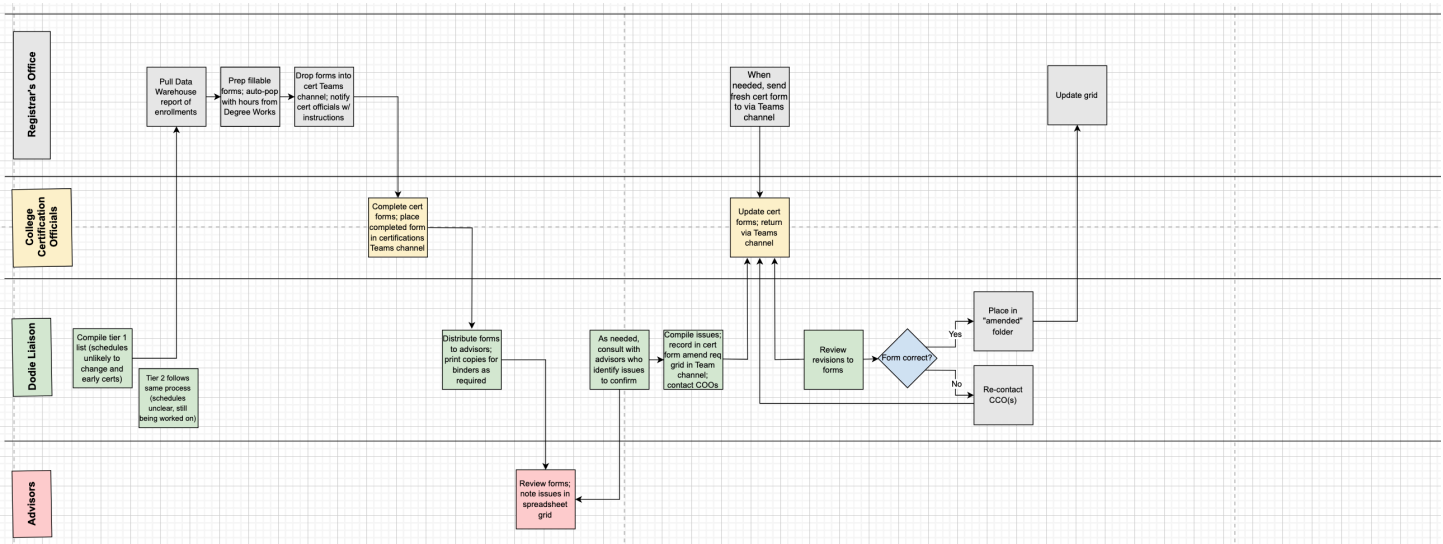 Registrar's Office
Pull Data
Warehouse
report of
enrollments
Prep fillable
forms; auto-pop
with hours from
Degree Works
Drop forms into
cert Teams
channel; notify
cert officials w/
instructions
When
needed, send
fresh cert form
to via Teams
channel
Update grid
College
Certification
Officials
Complete cert
forms; place
completed form
in certifications
Teams channel
Update cert
forms; return
via Teams
channel
Dodie Liaison
Compile tier 1
list (schedules
unlikely to
change and
early certs)
Tier 2 follows
same process
(schedules
unclear, still
being worked on)
Distribute forms
to advisors;
print copies for
binders as
required
As needed,
consult with
advisors who
identify issues
to confirm
Compile issues;
record in cert
form amend req
grid in Team
channel;
contact COOs
Review
revisions to
forms
Form correct?
Yes
No
Place in
"amended"
folder
Re-contact
CCO(s)
Advisors
Review forms;
note issues in
spreadsheet
grid